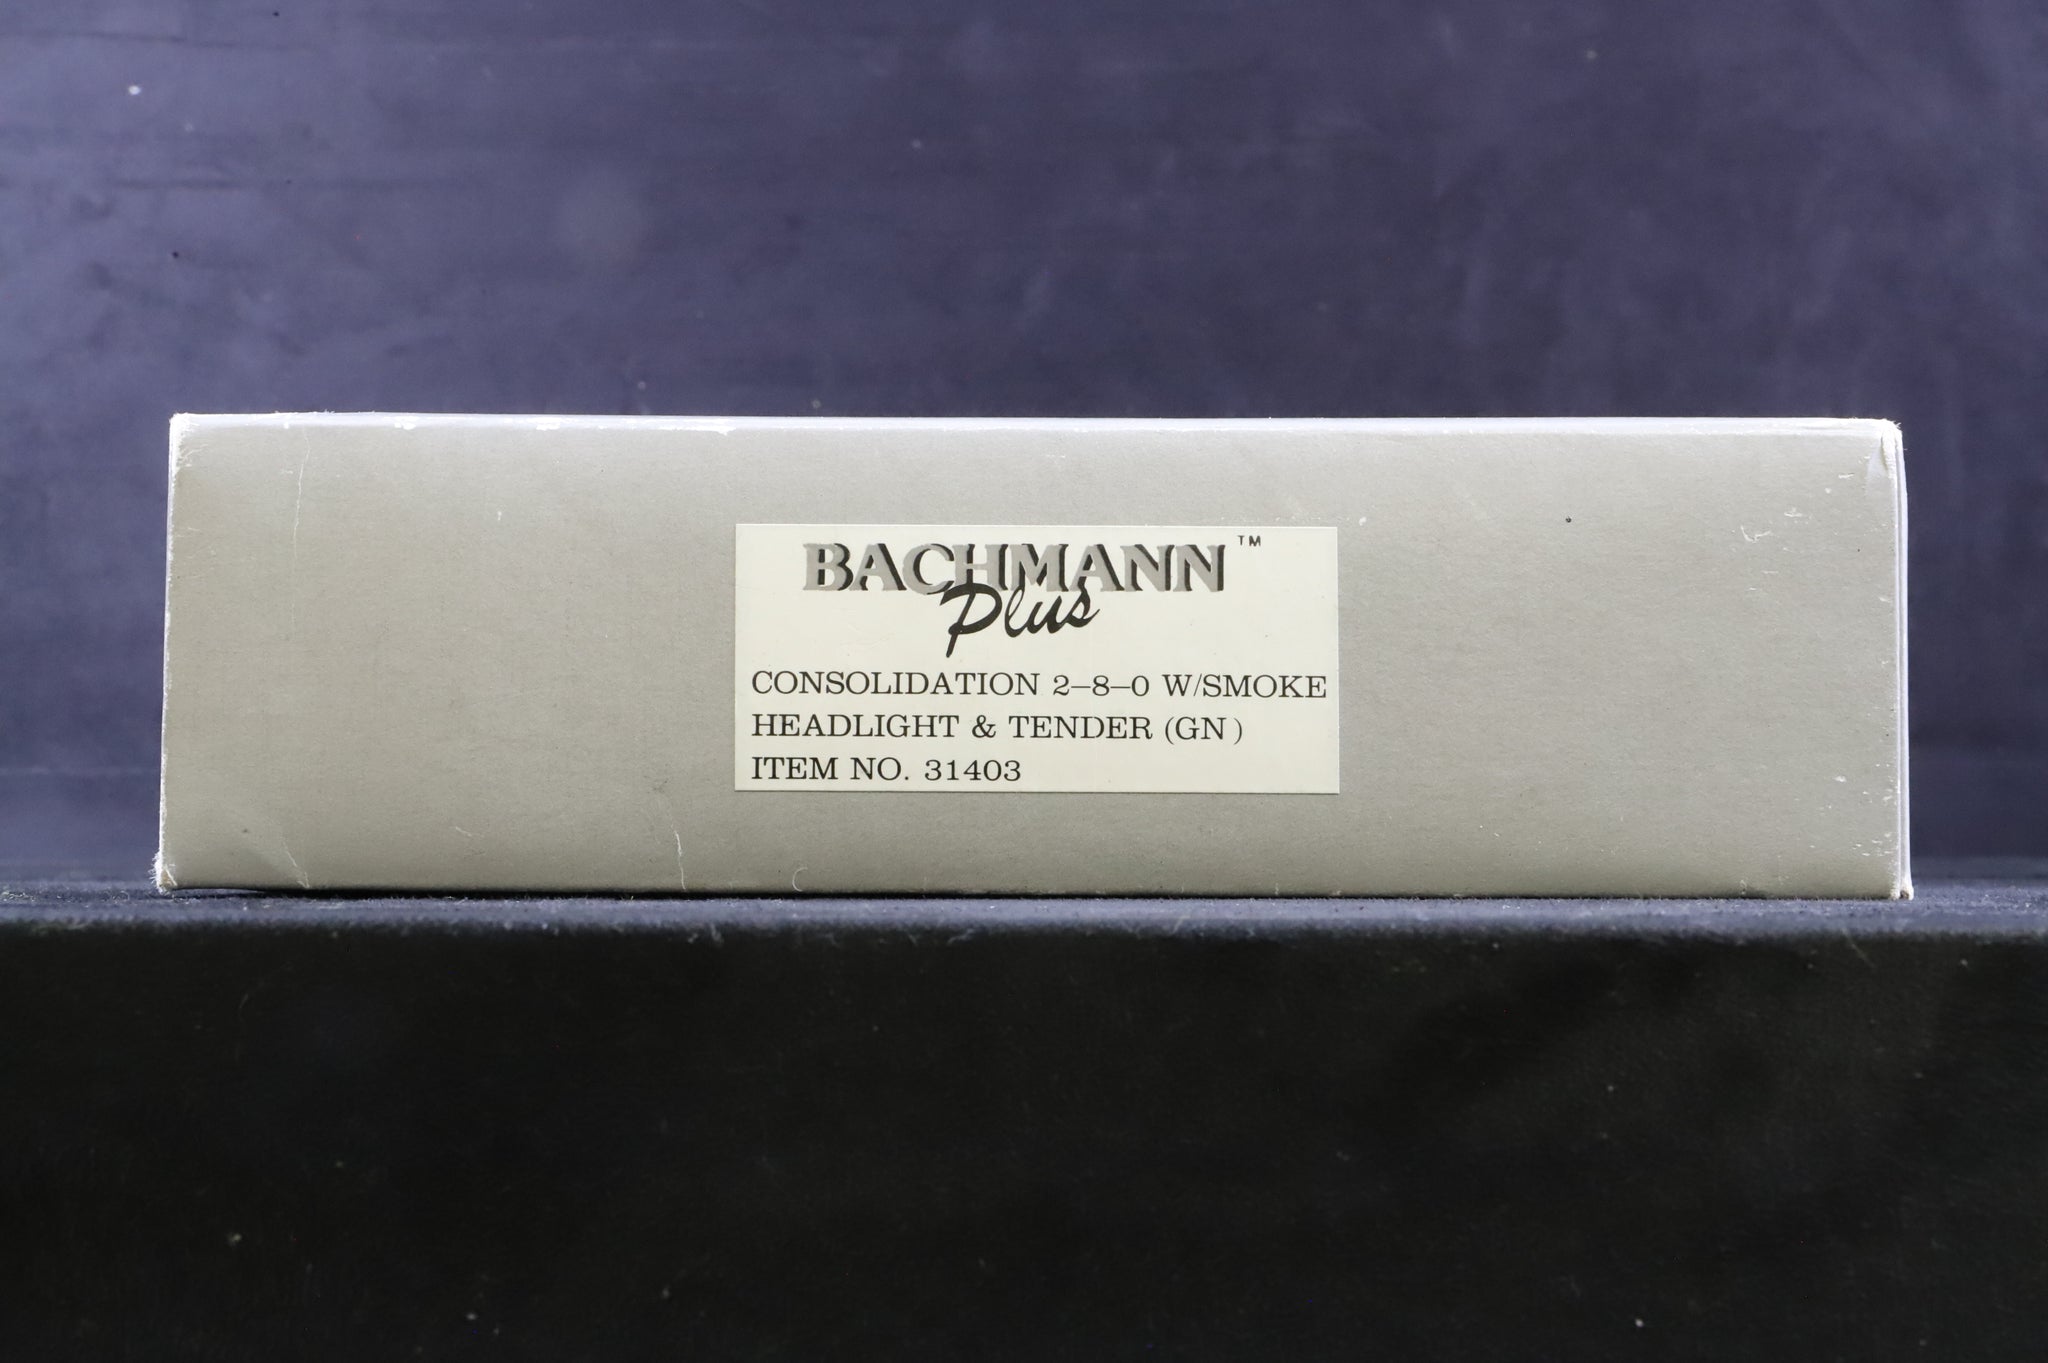 BACHMANN™
Plus
CONSOLIDATION 2–8–0 W/SMOKE
HEADLIGHT & TENDER (GN)
ITEM NO. 31403